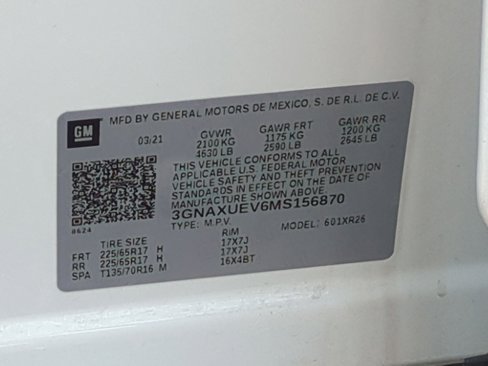 GM
MFD BY GENERAL MOTORS DE MEXICO, S. DE R.L. DE C.V.
03/21 GVWR GAWR FRT GAWR RR
2100 KG 1175 KG 1200 KG
4630 LB 2590 LB 2645 LB
THIS VEHICLE CONFORMS TO ALL
APPLICABLE U.S. FEDERAL MOTOR
VEHICLE SAFETY AND THEFT PREVENTION
STANDARDS IN EFFECT ON THE DATE OF
MANUFACTURE SHOWN ABOVE.
3GNAXUEV6MS156870
TYPE: M.P.V. MODEL: 601XR26
8624
TIRE SIZE RIM
FRT 225/65R17 H 17X7J
RR 225/65R17 H 17X7J
SPA T135/70R16 M 16X4BT